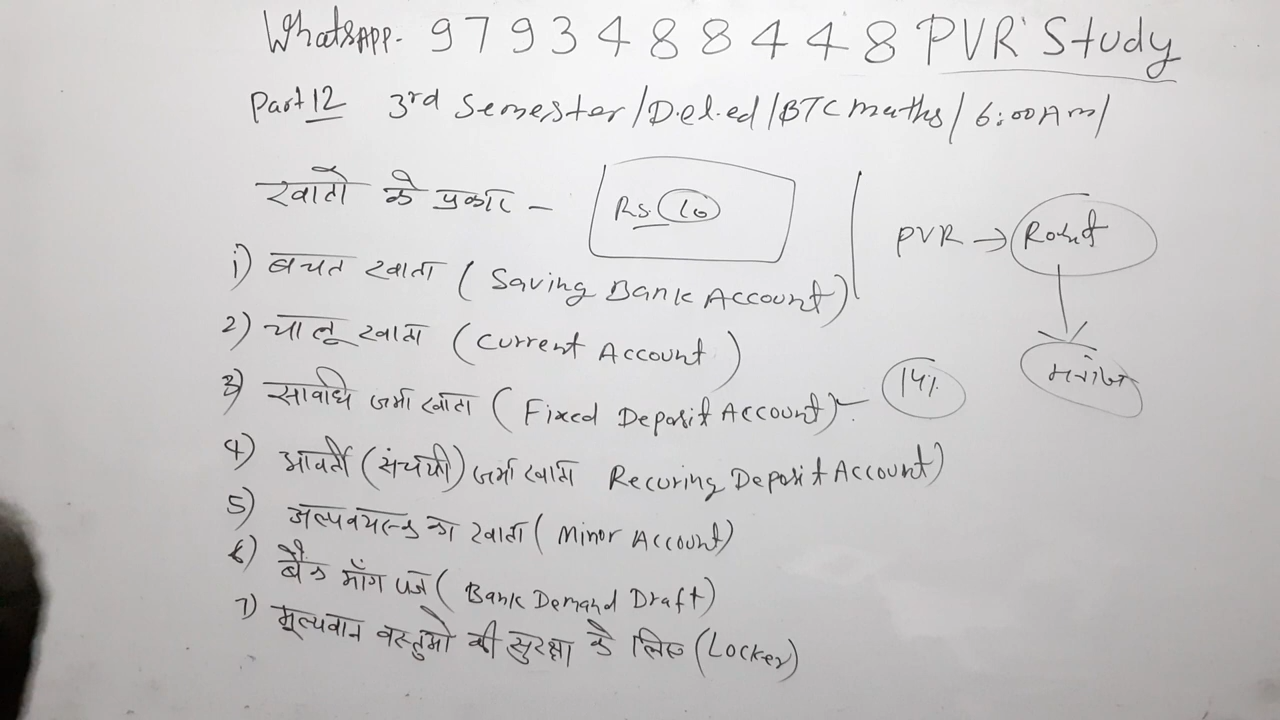 WhatsAPP. 9793488448 PVR Study
Part 12 3rd Semester/D.el.ed/BTC maths/6:00Am/
खातो के प्रकार –
Rs. 10
PVR →
1) बचत खाता ( Saving Bank Account)
2) चालू खाता (Current Account)
3) सावधि जमा खाता ( Fixed Deposit Account) –
14%
4) आवर्ती (संचयी) जमा खाता Recuring Deposit Account)
5) अल्पवयस्क का खाता ( Minor Account)
6) बैंक माँग पत्र ( Bank Demand Draft)
7) मूल्यवान वस्तुओ की सुरक्षा के लिए (Locker)